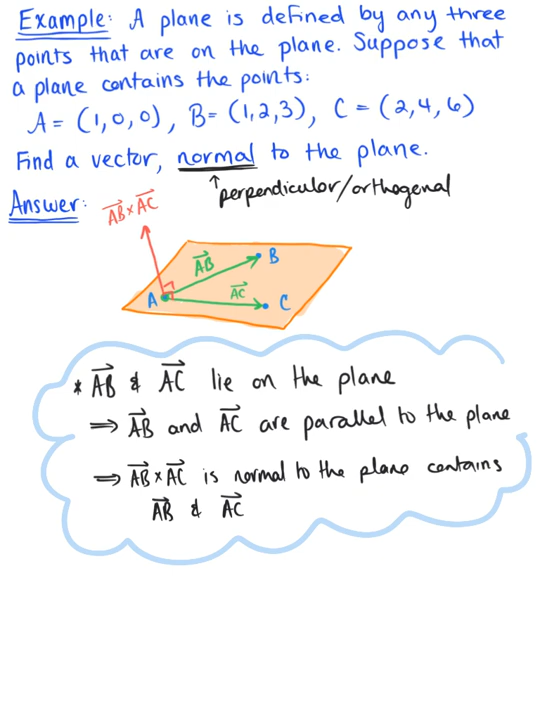 Example: A plane is defined by any three
points that are on the plane. Suppose that
a plane contains the points:
A = (1,0,0), B= (1,2,3), C = (2,4,6)
Find a vector, normal to the plane.
↑perpendicular/orthogonal
Answer:
AB×AC
AB
B
A
AC
C
* AB & AC lie on the plane
⇒ AB and AC are parallel to the plane
⇒ AB×AC is normal to the plane contains
AB & AC